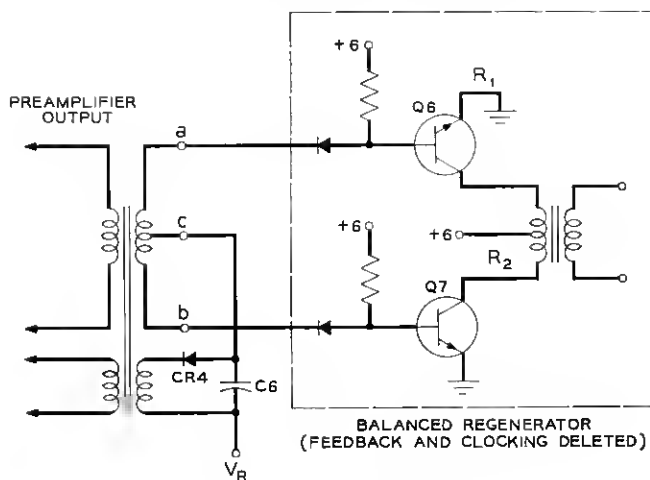 +6
R1
Q6
PREAMPLIFIER
OUTPUT
a
c
+6
+6
R2
b
Q7
CR4
C6
VR
BALANCED REGENERATOR
(FEEDBACK AND CLOCKING DELETED)